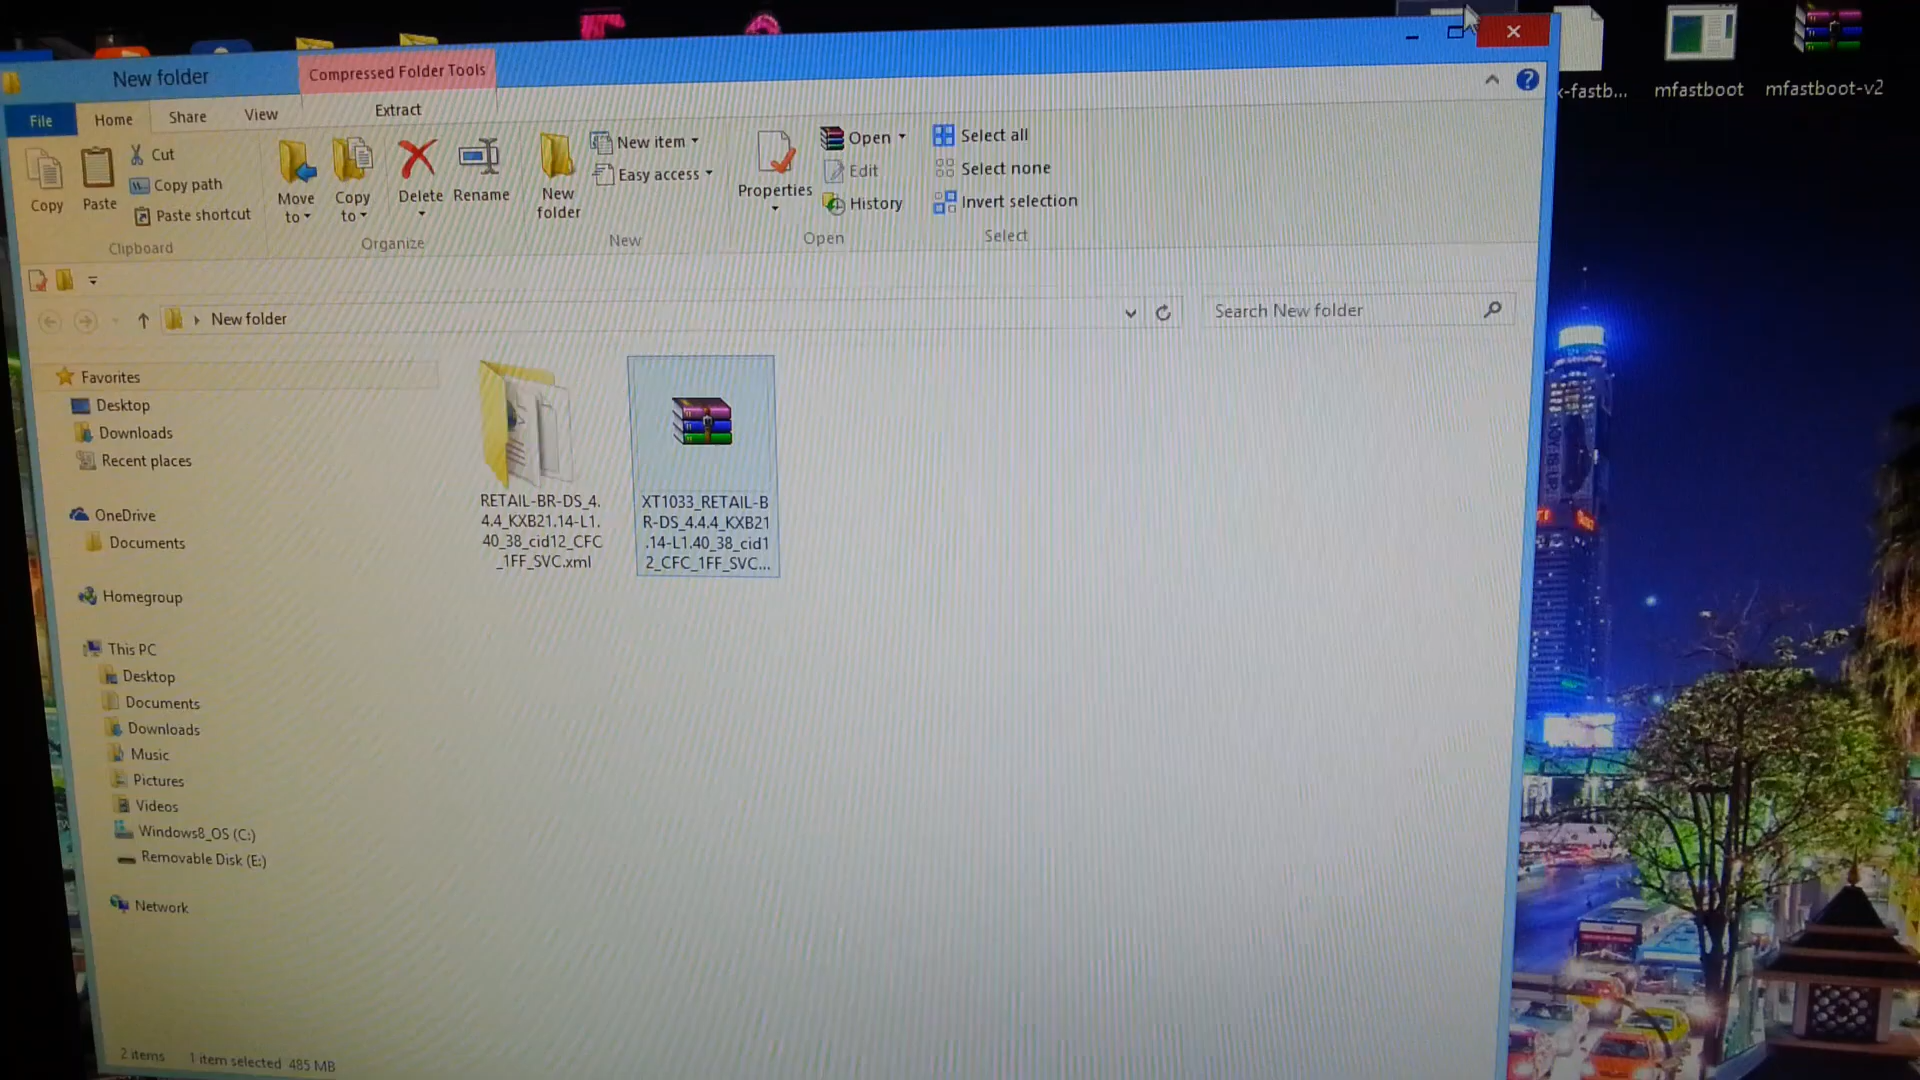 New folder
Compressed Folder Tools
File
Home
Share
View
Extract
Copy
Paste
Cut
Copy path
Paste shortcut
Clipboard
Move to
Copy to
Delete
Rename
Organize
New folder
New item
Easy access
New
Properties
Open
Edit
History
Open
Select all
Select none
Invert selection
Select
New folder
Search New folder
Favorites
Desktop
Downloads
Recent places
OneDrive
Documents
Homegroup
This PC
Desktop
Documents
Downloads
Music
Pictures
Videos
Windows8_OS (C:)
Removable Disk (E:)
Network
RETAIL-BR-DS_4.
4.4_KXB21.14-L1.
40_38_cid12_CFC
_1FF_SVC.xml
XT1033_RETAIL-B
R-DS_4.4.4_KXB21
.14-L1.40_38_cid1
2_CFC_1FF_SVC...
2 items 1 item selected 485 MB
x-fastb...
mfastboot
mfastboot-v2